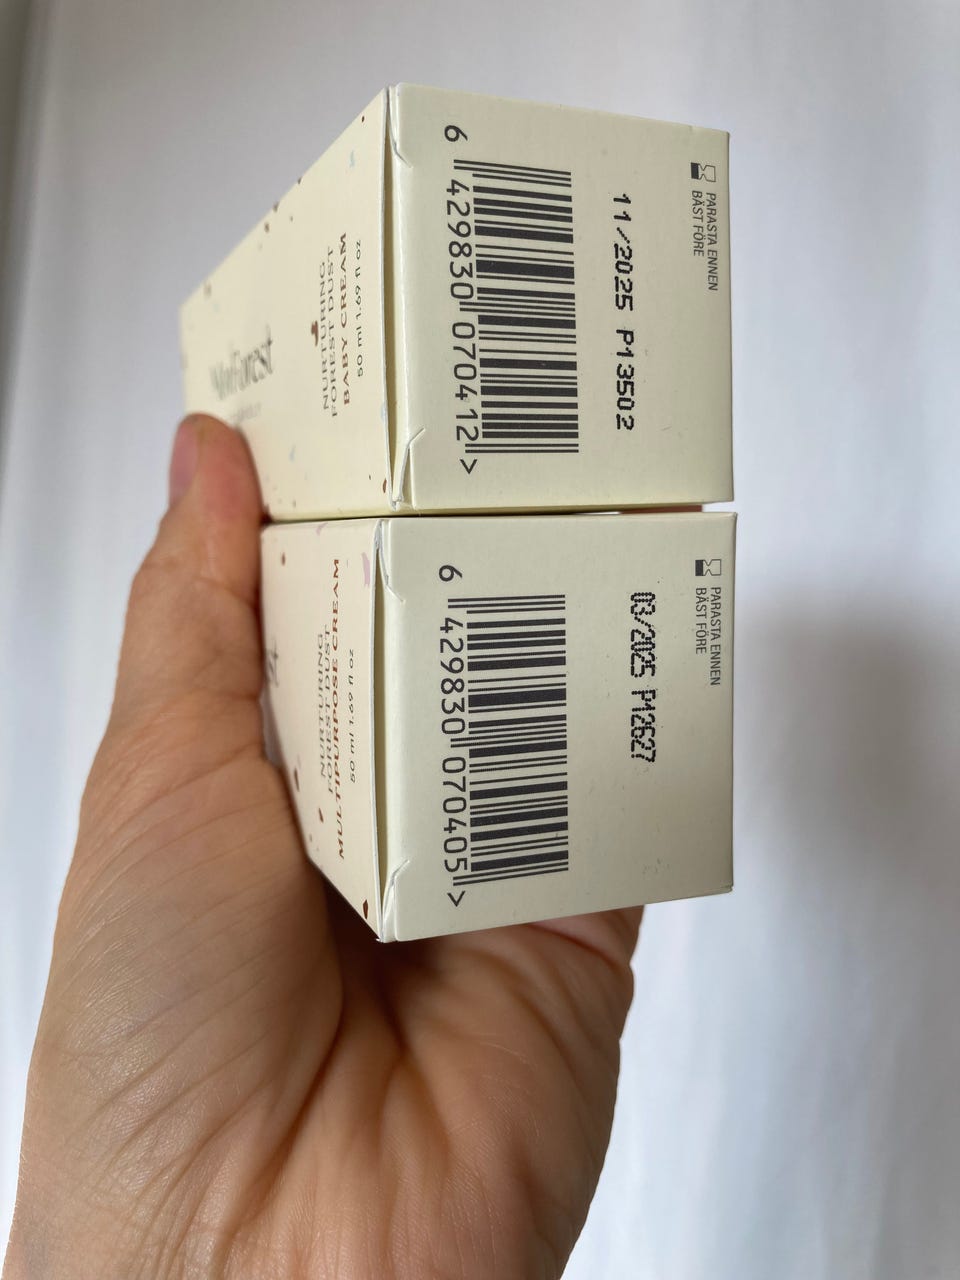 NURTURING
FOREST DUST
BABY CREAM
50 ml 1.69 fl oz
6 429830 070412 >
11/2025 P13502
PARASTA ENNEN
BÄST FÖRE
NURTURING
FOREST DUST
MULTIPURPOSE CREAM
50 ml 1.69 fl oz
6 429830 070405 >
03/2025 P12627
PARASTA ENNEN
BÄST FÖRE